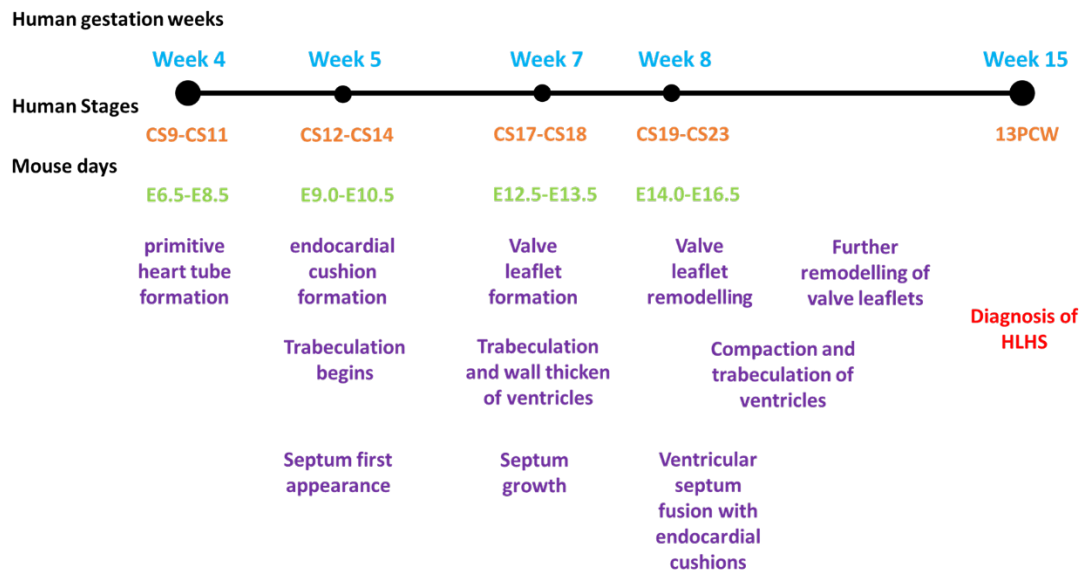 Human gestation weeks
Week 4 Week 5 Week 7 Week 8 Week 15
Human Stages
CS9-CS11 CS12-CS14 CS17-CS18 CS19-CS23 13PCW
Mouse days
E6.5-E8.5 E9.0-E10.5 E12.5-E13.5 E14.0-E16.5
primitive
heart tube
formation
endocardial
cushion
formation
Valve
leaflet
formation
Valve
leaflet
remodelling
Further
remodelling of
valve leaflets
Diagnosis of
HLHS
Trabeculation
begins
Trabeculation
and wall thicken
of ventricles
Compaction and
trabeculation of
ventricles
Septum first
appearance
Septum
growth
Ventricular
septum
fusion with
endocardial
cushions